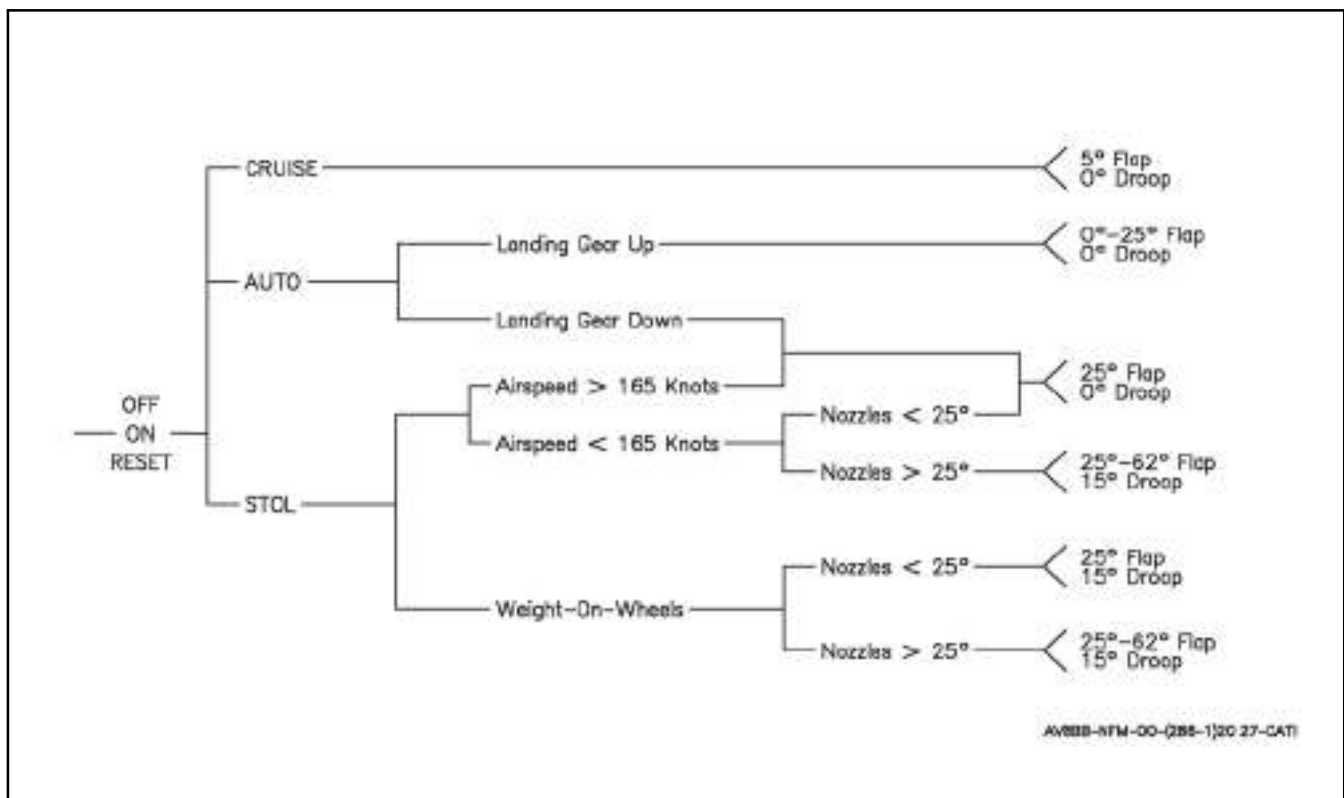 CRUISE
5° Flap
0° Droop
AUTO
Landing Gear Up
0°-25° Flap
0° Droop
Landing Gear Down
Airspeed > 165 Knots
25° Flap
0° Droop
OFF
ON
RESET
Airspeed < 165 Knots
Nozzles < 25°
Nozzles > 25°
25°-62° Flap
15° Droop
STOL
Nozzles < 25°
25° Flap
15° Droop
Weight-On-Wheels
Nozzles > 25°
25°-62° Flap
15° Droop